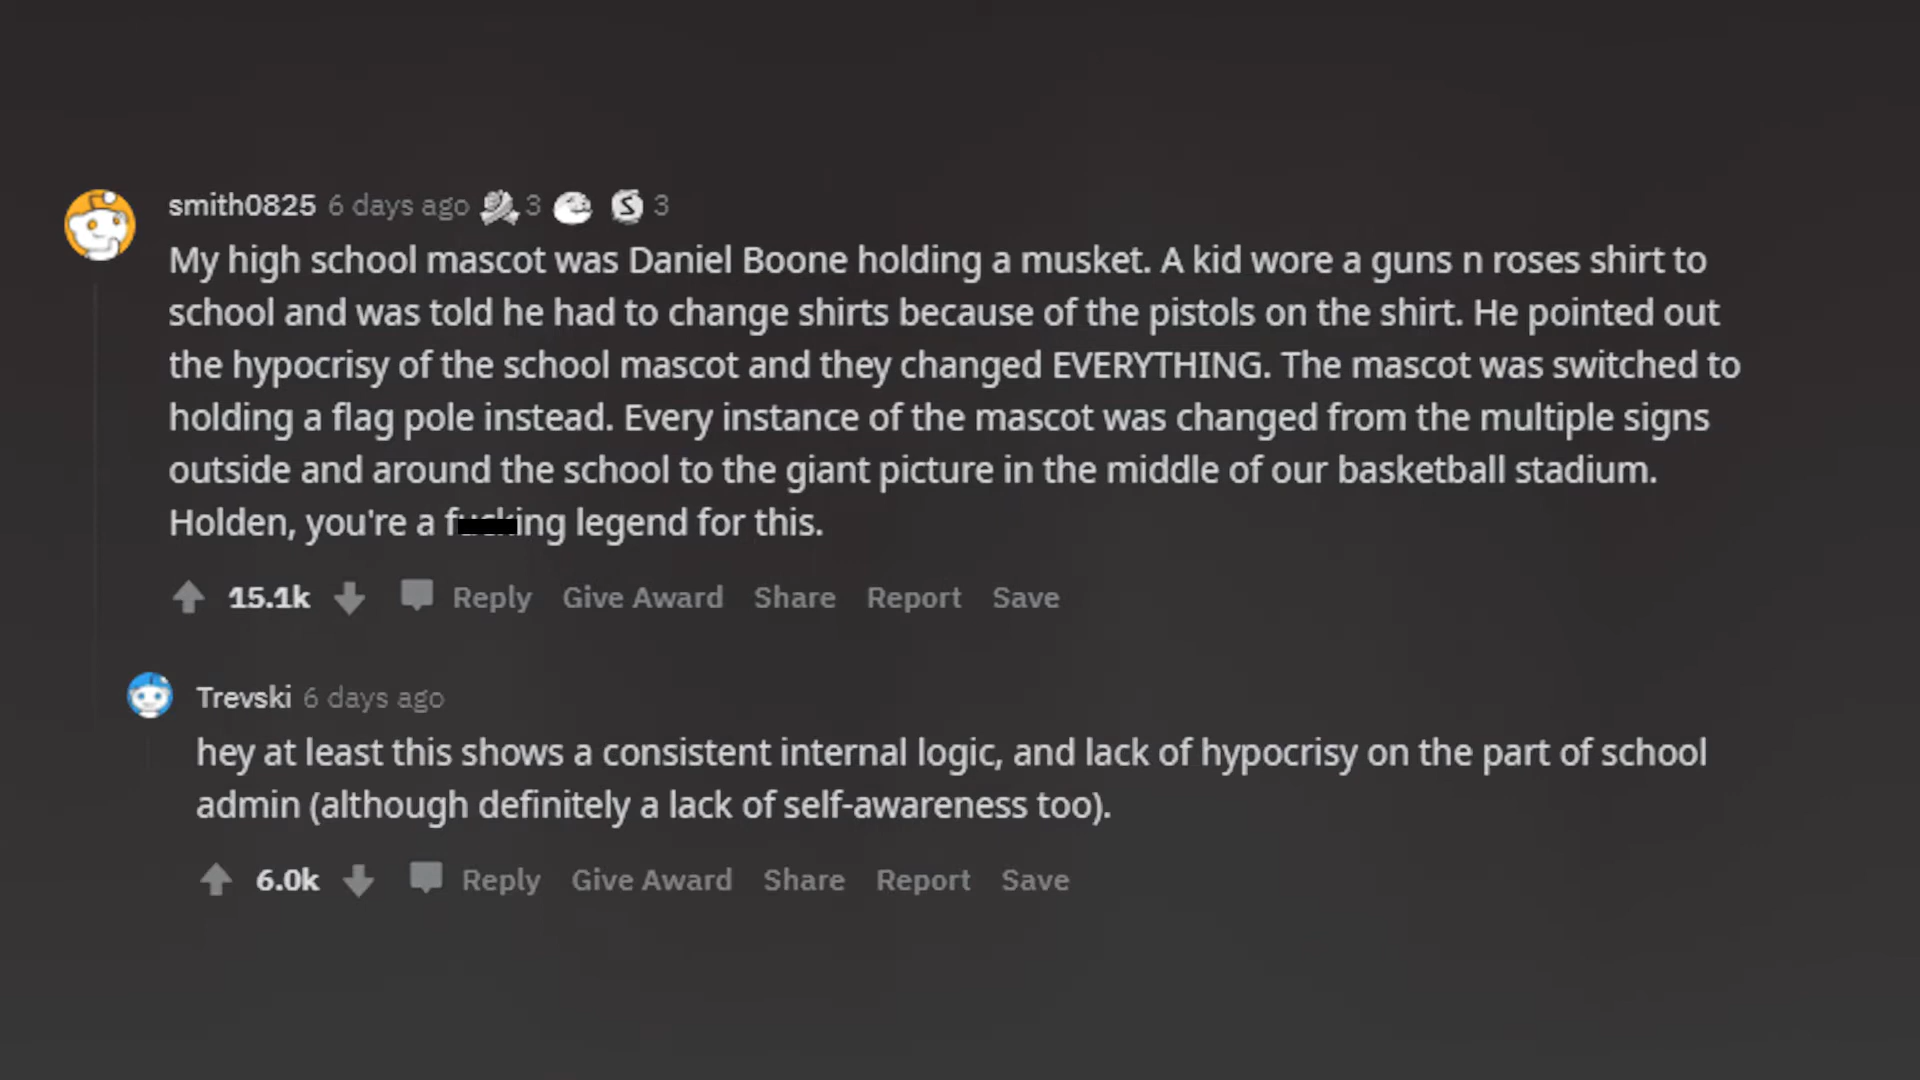 smith0825 6 days ago 3 S 3
My high school mascot was Daniel Boone holding a musket. A kid wore a guns n roses shirt to
school and was told he had to change shirts because of the pistols on the shirt. He pointed out
the hypocrisy of the school mascot and they changed EVERYTHING. The mascot was switched to
holding a flag pole instead. Every instance of the mascot was changed from the multiple signs
outside and around the school to the giant picture in the middle of our basketball stadium.
Holden, you're a fucking legend for this.
15.1k Reply Give Award Share Report Save
Trevski 6 days ago
hey at least this shows a consistent internal logic, and lack of hypocrisy on the part of school
admin (although definitely a lack of self-awareness too).
6.0k Reply Give Award Share Report Save